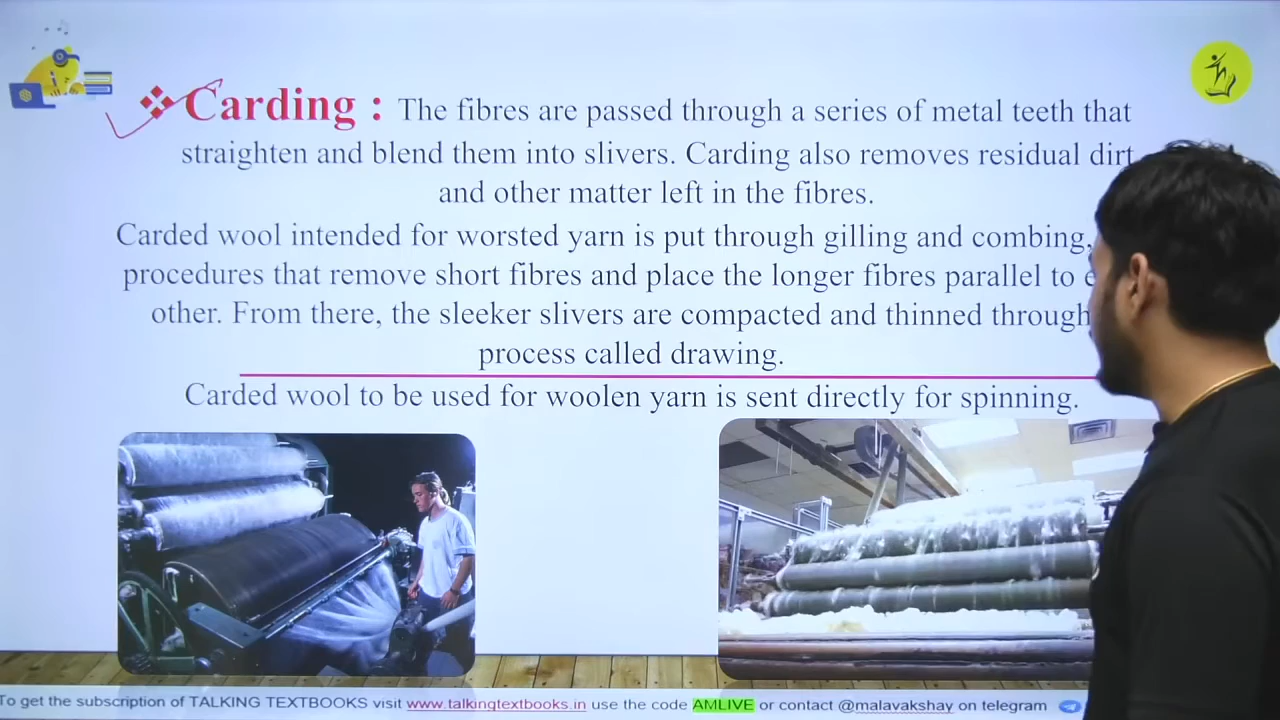 Carding : The fibres are passed through a series of metal teeth that
straighten and blend them into slivers. Carding also removes residual dirt
and other matter left in the fibres.
Carded wool intended for worsted yarn is put through gilling and combing,
procedures that remove short fibres and place the longer fibres parallel to
other. From there, the sleeker slivers are compacted and thinned through
process called drawing.
Carded wool to be used for woolen yarn is sent directly for spinning.
To get the subscription of TALKING TEXTBOOKS visit www.talkingtextbooks.in use the code AMLIVE or contact @malavakshay on telegram